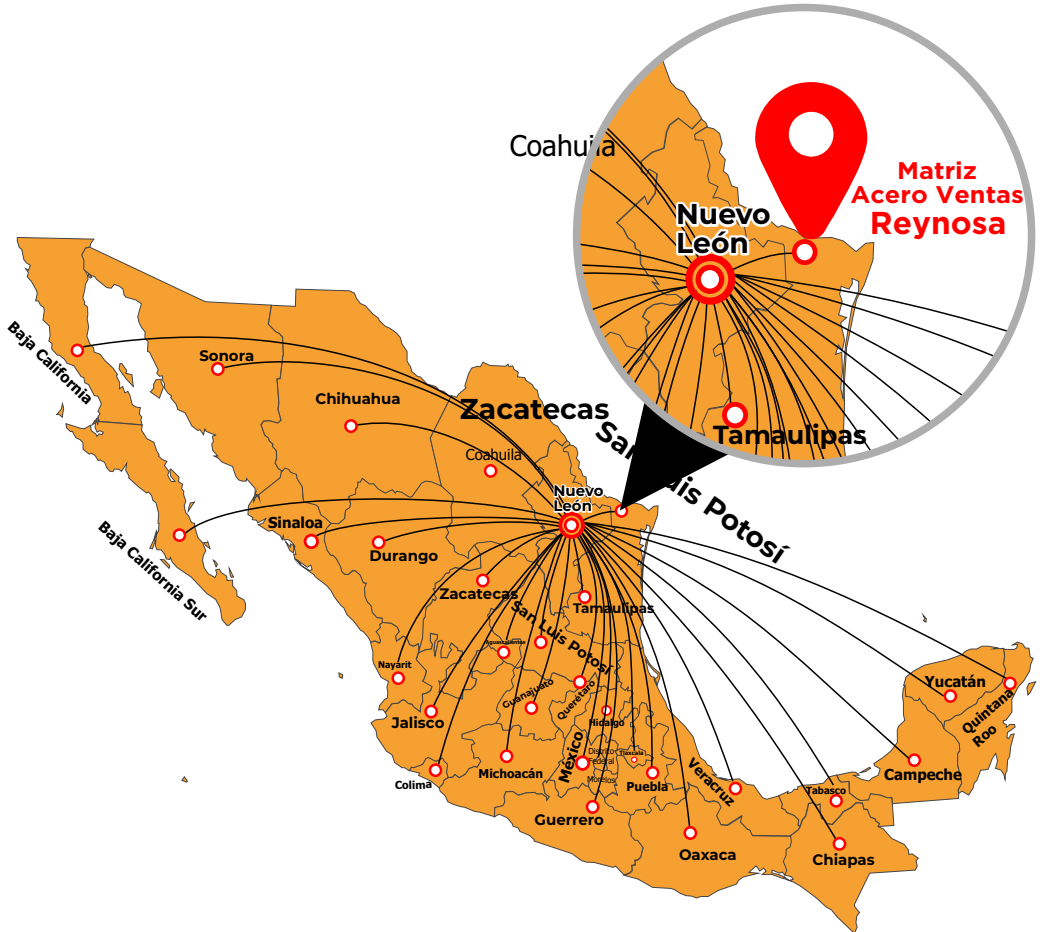 Coahuila
Matriz
Acero Ventas
Reynosa
Nuevo
León
Tamaulipas
Baja California
Sonora
Chihuahua
Zacatecas
San Luis Potosí
Coahuila
Nuevo
León
Baja California Sur
Sinaloa
Durango
Zacatecas
Tamaulipas
San Luis Potosí
Aguascalientes
Nayarit
Guanajuato
Querétaro
Jalisco
Hidalgo
Yucatán
Quintana
Roo
México
Distrito
Federal
Tlaxcala
Morelos
Michoacán
Colima
Puebla
Veracruz
Campeche
Tabasco
Guerrero
Oaxaca
Chiapas